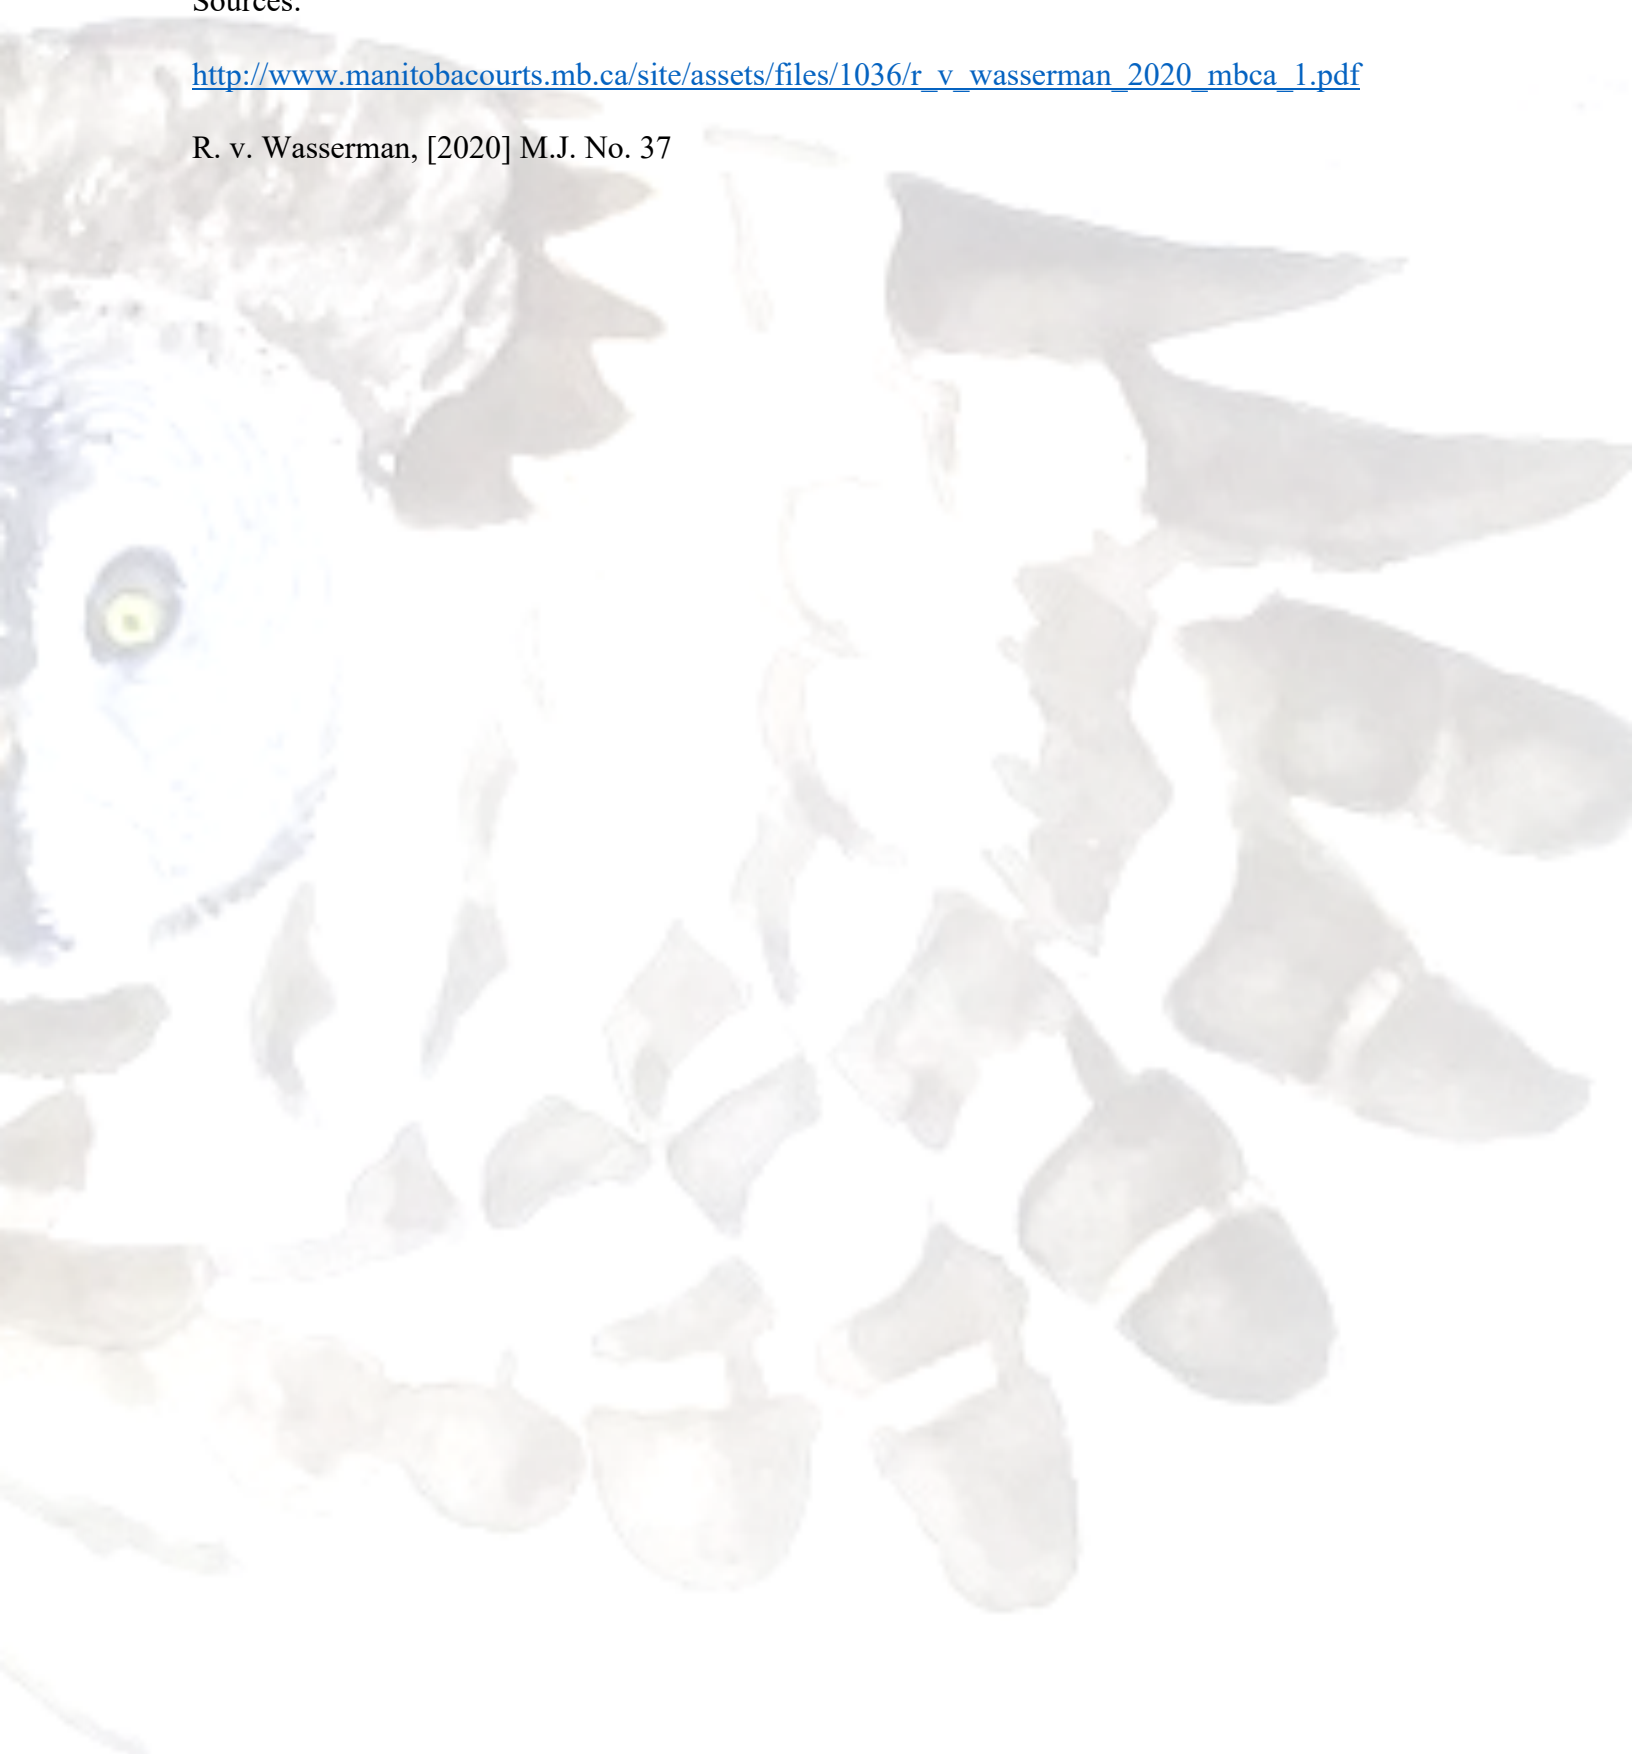 Sources:
http://www.manitobacourts.mb.ca/site/assets/files/1036/r_v_wasserman_2020_mbca_1.pdf
R. v. Wasserman, [2020] M.J. No. 37